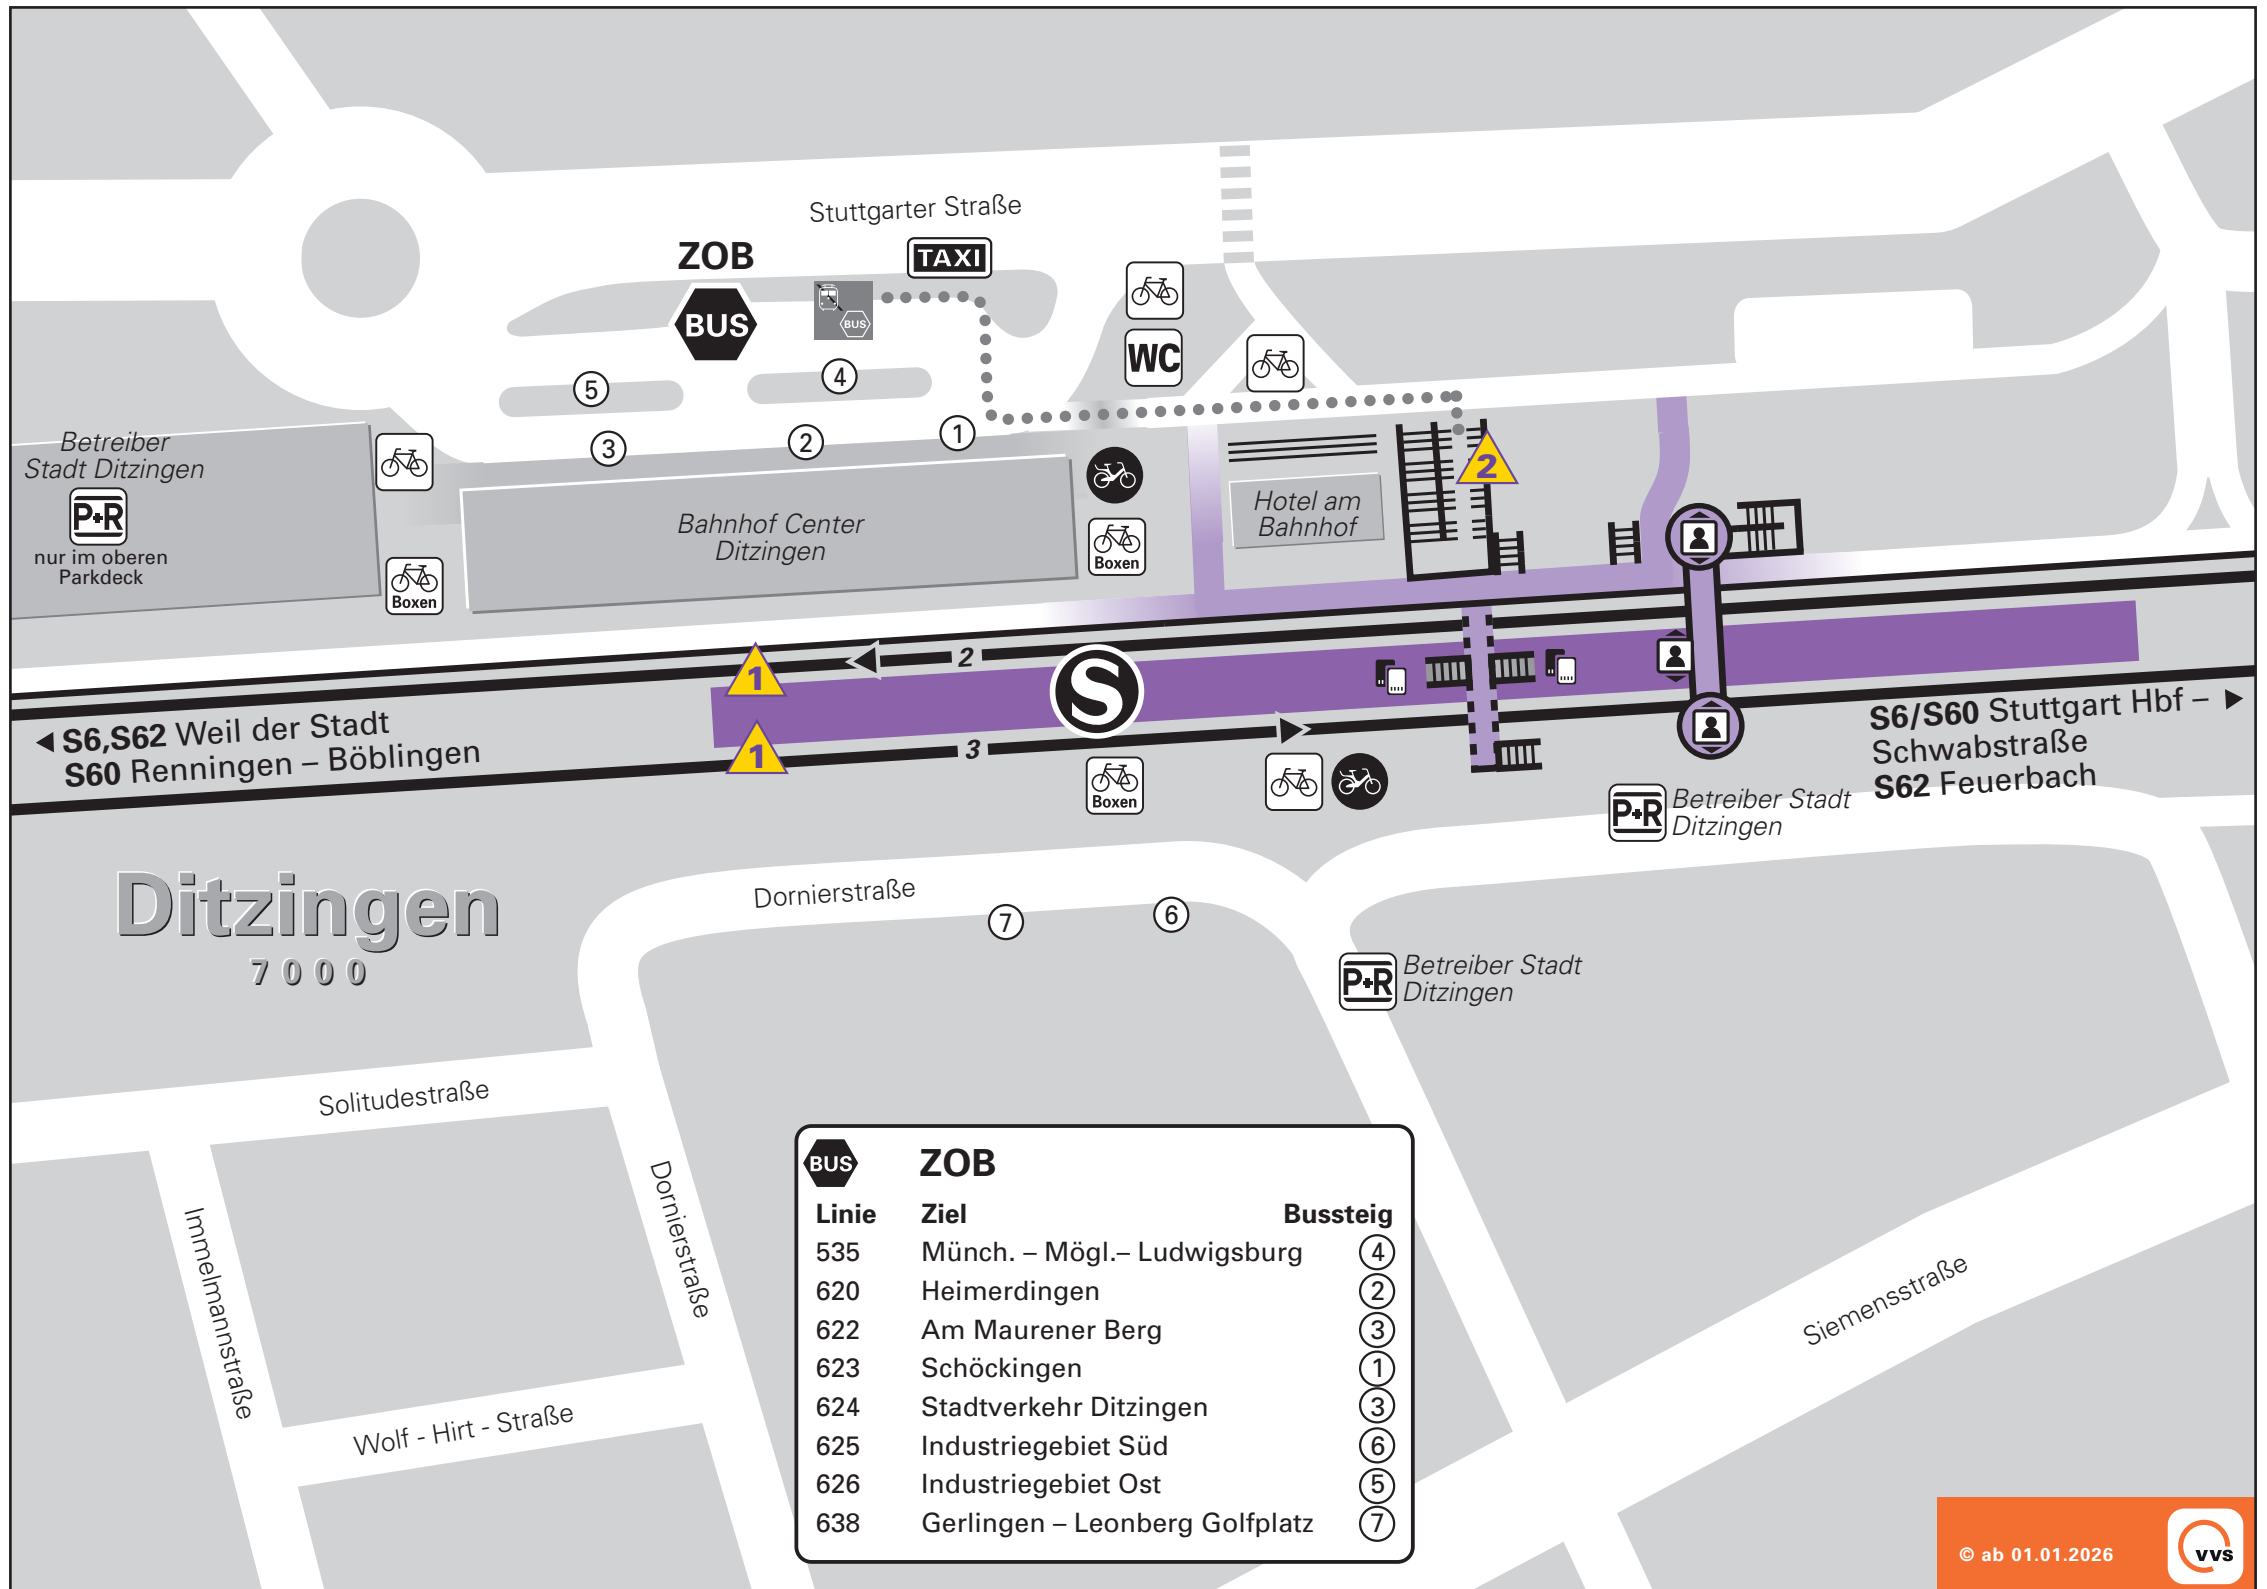 Stuttgarter Straße
ZOB
TAXI
BUS
BUS
WC
5
4
3
2
1
2
Betreiber
Stadt Ditzingen
P+R
nur im oberen
Parkdeck
Boxen
Bahnhof Center
Ditzingen
Boxen
Hotel am
Bahnhof
1
2
S
1
3
S6,S62 Weil der Stadt
S60 Renningen – Böblingen
S6/S60 Stuttgart Hbf –
Schwabstraße
S62 Feuerbach
Boxen
P+R
Betreiber Stadt
Ditzingen
Ditzingen
7000
Dornierstraße
7
6
P+R
Betreiber Stadt
Ditzingen
Solitudestraße
Immelmannstraße
Dornierstraße
Wolf - Hirt - Straße
Siemensstraße
BUS ZOB
Linie Ziel Bussteig
535 Münch. – Mögl.– Ludwigsburg 4
620 Heimerdingen 2
622 Am Maurener Berg 3
623 Schöckingen 1
624 Stadtverkehr Ditzingen 3
625 Industriegebiet Süd 6
626 Industriegebiet Ost 5
638 Gerlingen – Leonberg Golfplatz 7
© ab 01.01.2026
vvs